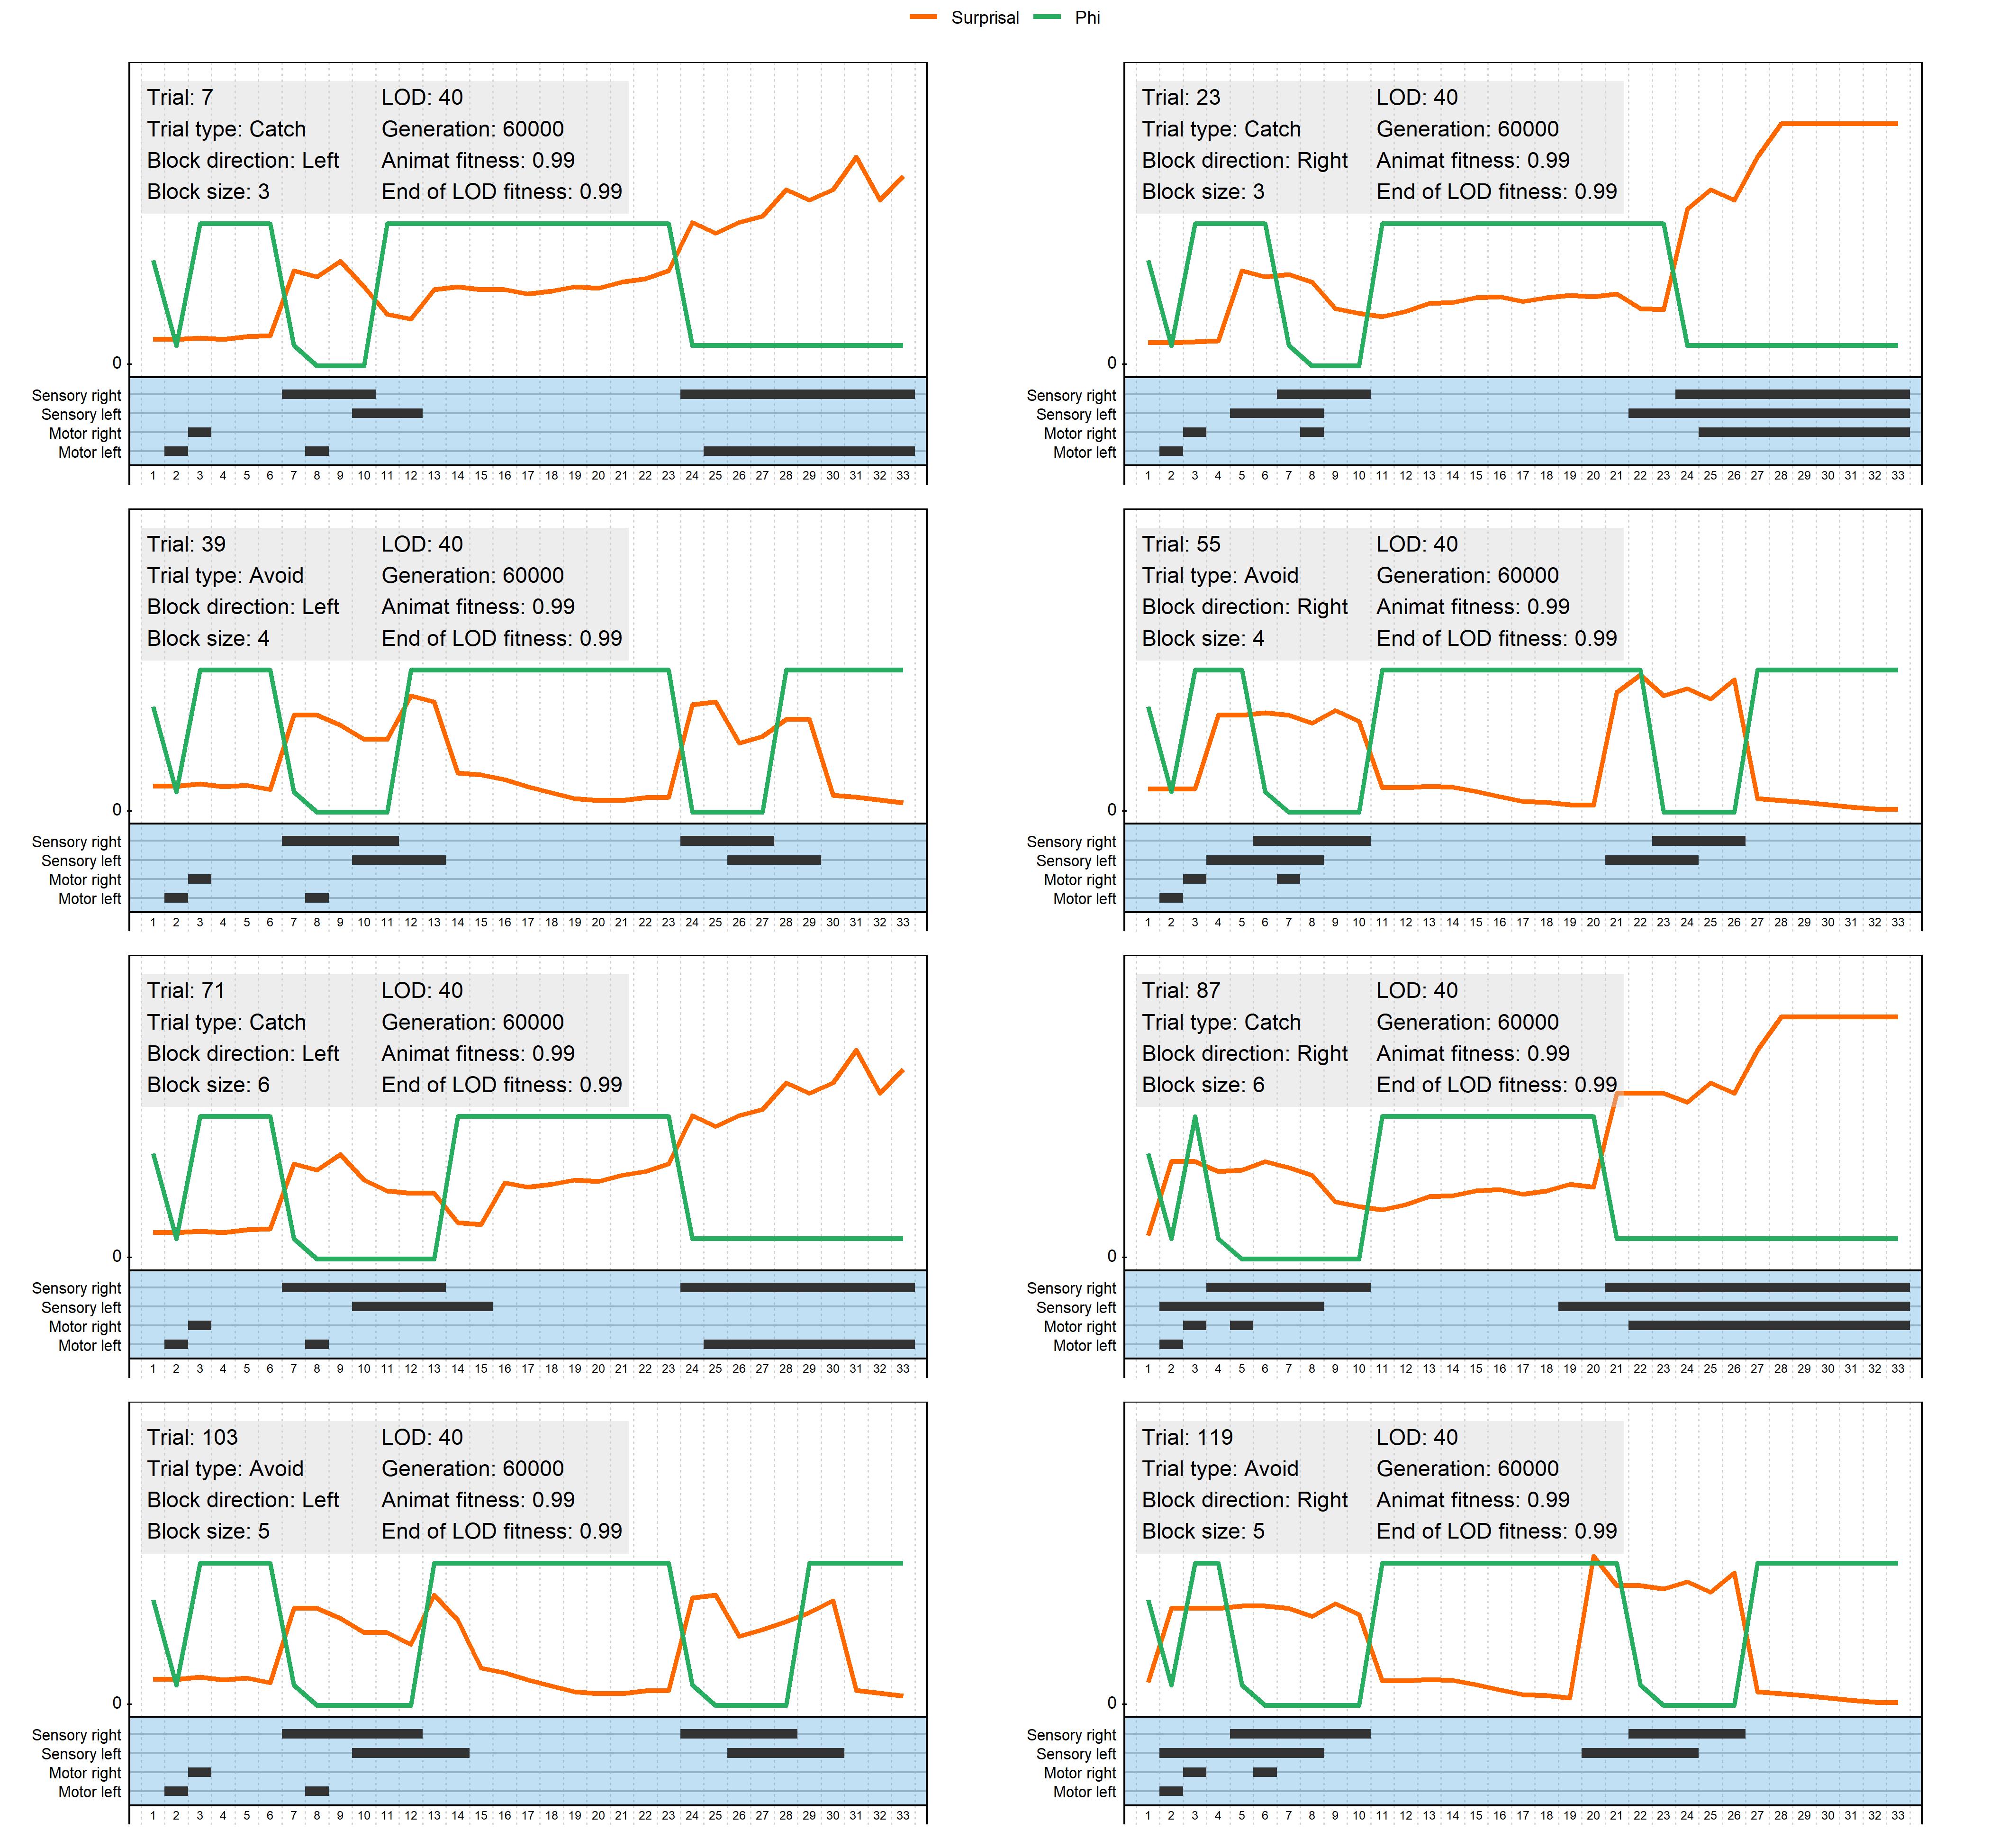 Surprisal Phi
Trial: 7 LOD: 40
Trial type: Catch Generation: 60000
Block direction: Left Animat fitness: 0.99
Block size: 3 End of LOD fitness: 0.99
0
Sensory right
Sensory left
Motor right
Motor left
1 2 3 4 5 6 7 8 9 10 11 12 13 14 15 16 17 18 19 20 21 22 23 24 25 26 27 28 29 30 31 32 33
Trial: 23 LOD: 40
Trial type: Catch Generation: 60000
Block direction: Right Animat fitness: 0.99
Block size: 3 End of LOD fitness: 0.99
0
Sensory right
Sensory left
Motor right
Motor left
1 2 3 4 5 6 7 8 9 10 11 12 13 14 15 16 17 18 19 20 21 22 23 24 25 26 27 28 29 30 31 32 33
Trial: 39 LOD: 40
Trial type: Avoid Generation: 60000
Block direction: Left Animat fitness: 0.99
Block size: 4 End of LOD fitness: 0.99
0
Sensory right
Sensory left
Motor right
Motor left
1 2 3 4 5 6 7 8 9 10 11 12 13 14 15 16 17 18 19 20 21 22 23 24 25 26 27 28 29 30 31 32 33
Trial: 55 LOD: 40
Trial type: Avoid Generation: 60000
Block direction: Right Animat fitness: 0.99
Block size: 4 End of LOD fitness: 0.99
0
Sensory right
Sensory left
Motor right
Motor left
1 2 3 4 5 6 7 8 9 10 11 12 13 14 15 16 17 18 19 20 21 22 23 24 25 26 27 28 29 30 31 32 33
Trial: 71 LOD: 40
Trial type: Catch Generation: 60000
Block direction: Left Animat fitness: 0.99
Block size: 6 End of LOD fitness: 0.99
0
Sensory right
Sensory left
Motor right
Motor left
1 2 3 4 5 6 7 8 9 10 11 12 13 14 15 16 17 18 19 20 21 22 23 24 25 26 27 28 29 30 31 32 33
Trial: 87 LOD: 40
Trial type: Catch Generation: 60000
Block direction: Right Animat fitness: 0.99
Block size: 6 End of LOD fitness: 0.99
0
Sensory right
Sensory left
Motor right
Motor left
1 2 3 4 5 6 7 8 9 10 11 12 13 14 15 16 17 18 19 20 21 22 23 24 25 26 27 28 29 30 31 32 33
Trial: 103 LOD: 40
Trial type: Avoid Generation: 60000
Block direction: Left Animat fitness: 0.99
Block size: 5 End of LOD fitness: 0.99
0
Sensory right
Sensory left
Motor right
Motor left
1 2 3 4 5 6 7 8 9 10 11 12 13 14 15 16 17 18 19 20 21 22 23 24 25 26 27 28 29 30 31 32 33
Trial: 119 LOD: 40
Trial type: Avoid Generation: 60000
Block direction: Right Animat fitness: 0.99
Block size: 5 End of LOD fitness: 0.99
0
Sensory right
Sensory left
Motor right
Motor left
1 2 3 4 5 6 7 8 9 10 11 12 13 14 15 16 17 18 19 20 21 22 23 24 25 26 27 28 29 30 31 32 33